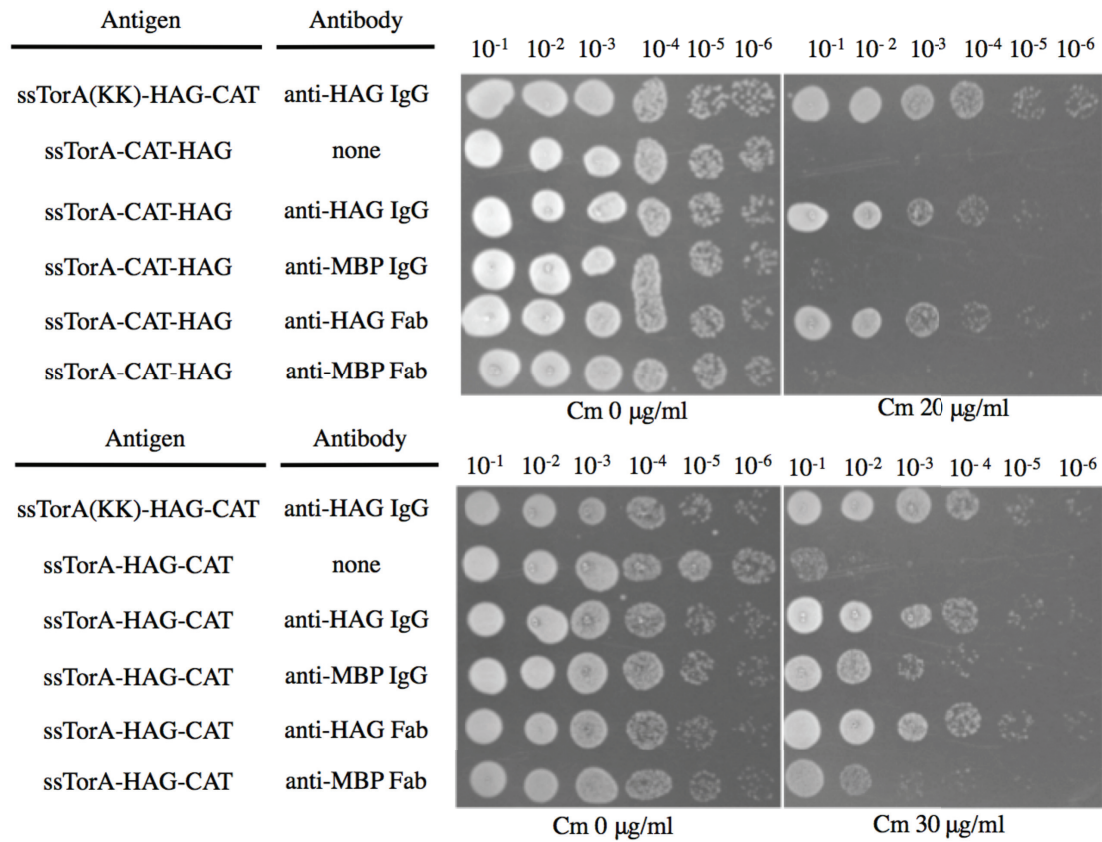 Antigen Antibody
10-1 10-2 10-3 10-4 10-5 10-6 10-1 10-2 10-3 10-4 10-5 10-6
ssTorA(KK)-HAG-CAT anti-HAG IgG
ssTorA-CAT-HAG none
ssTorA-CAT-HAG anti-HAG IgG
ssTorA-CAT-HAG anti-MBP IgG
ssTorA-CAT-HAG anti-HAG Fab
ssTorA-CAT-HAG anti-MBP Fab
Cm 0 μg/ml Cm 20 μg/ml
Antigen Antibody
10-1 10-2 10-3 10-4 10-5 10-6 10-1 10-2 10-3 10-4 10-5 10-6
ssTorA(KK)-HAG-CAT anti-HAG IgG
ssTorA-HAG-CAT none
ssTorA-HAG-CAT anti-HAG IgG
ssTorA-HAG-CAT anti-MBP IgG
ssTorA-HAG-CAT anti-HAG Fab
ssTorA-HAG-CAT anti-MBP Fab
Cm 0 μg/ml Cm 30 μg/ml